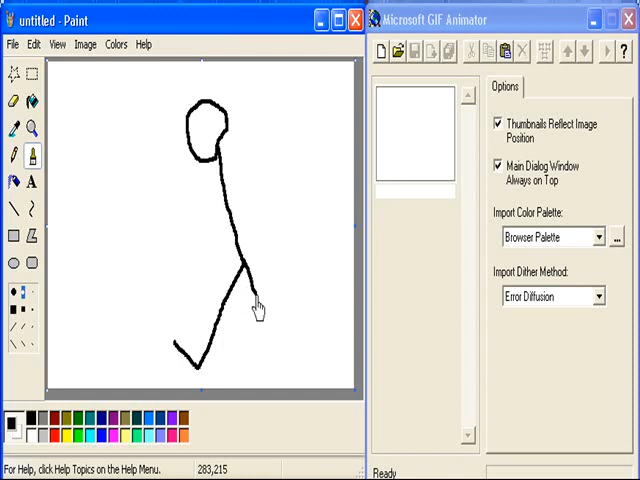 untitled - Paint
File Edit View Image Colors Help
A
For Help, click Help Topics on the Help Menu.
283,215
Microsoft GIF Animator
?
Options
Thumbnails Reflect Image
Position
Main Dialog Window
Always on Top
Import Color Palette:
Browser Palette
...
Import Dither Method:
Error Diffusion
Ready